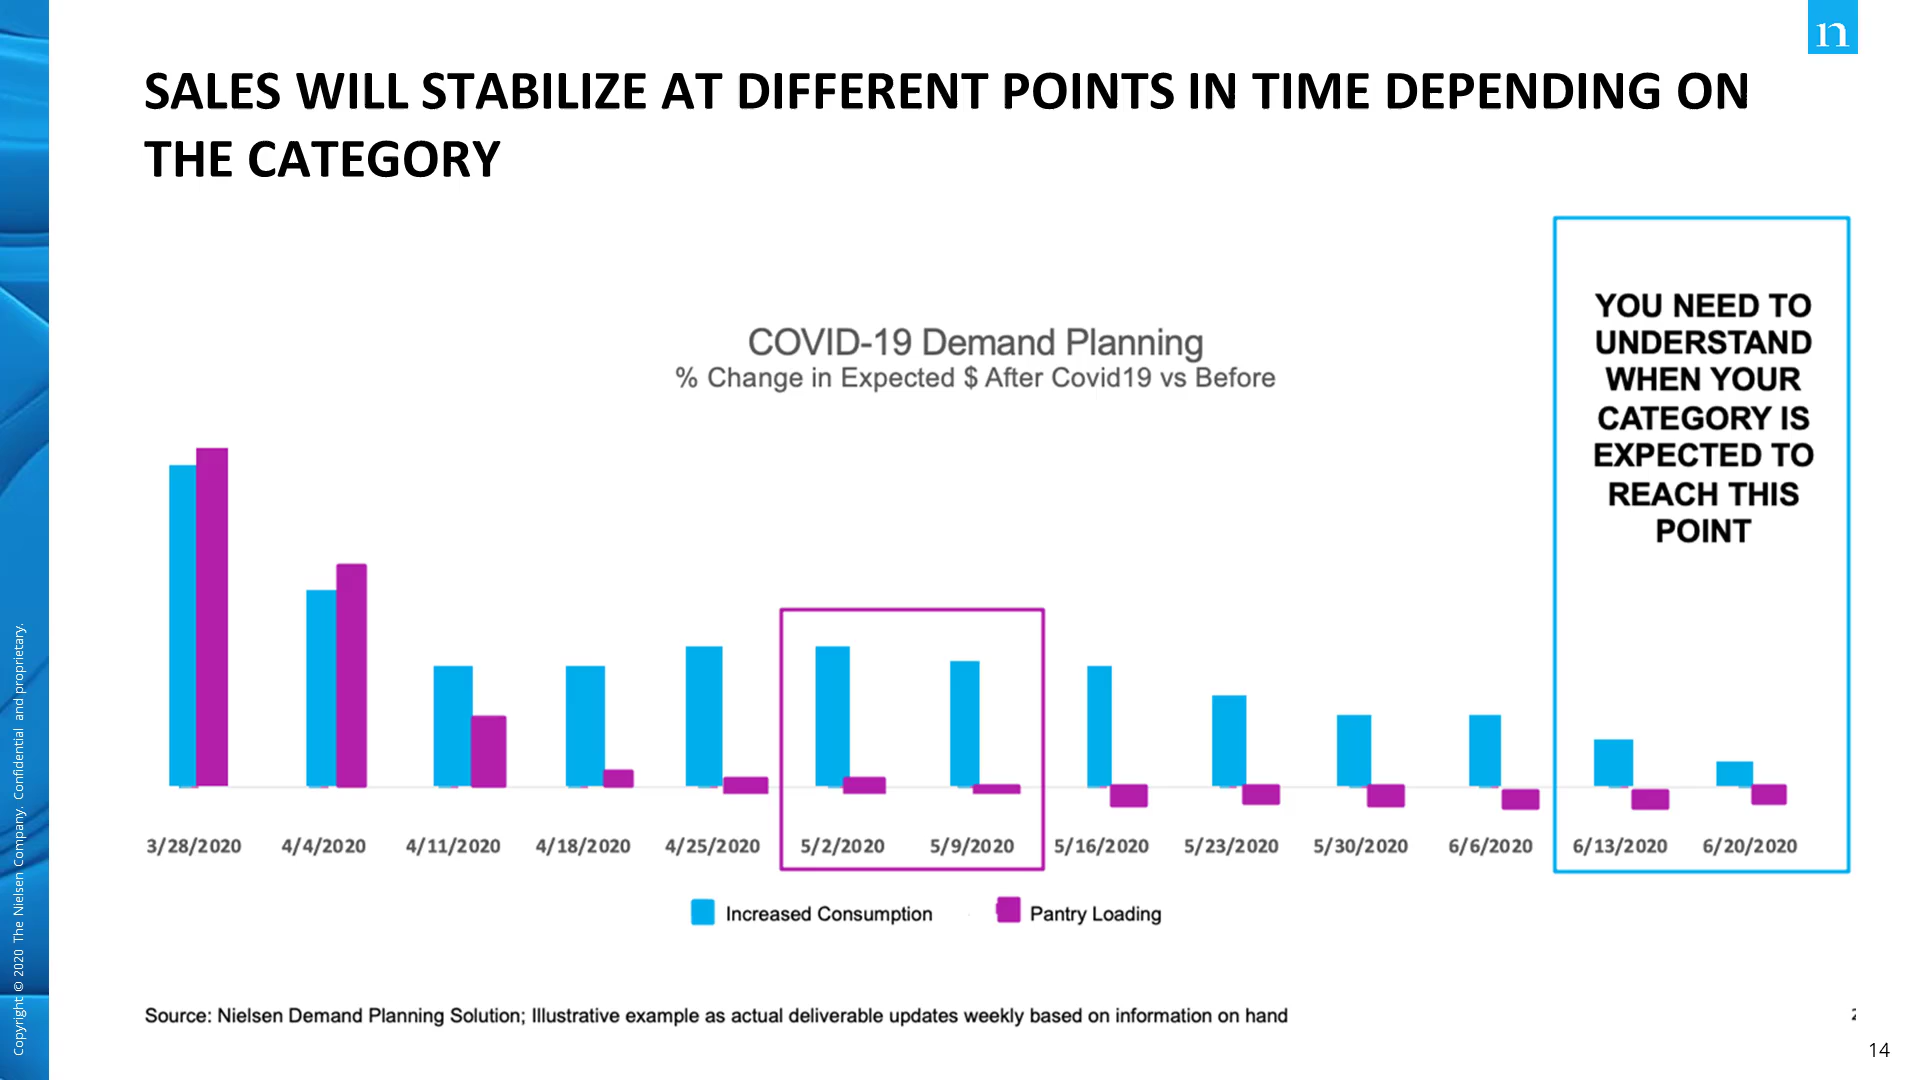 n
SALES WILL STABILIZE AT DIFFERENT POINTS IN TIME DEPENDING ON
THE CATEGORY
YOU NEED TO
UNDERSTAND
WHEN YOUR
CATEGORY IS
EXPECTED TO
REACH THIS
POINT
COVID-19 Demand Planning
% Change in Expected $ After Covid19 vs Before
3/28/2020 4/4/2020 4/11/2020 4/18/2020 4/25/2020 5/2/2020 5/9/2020 5/16/2020 5/23/2020 5/30/2020 6/6/2020 6/13/2020 6/20/2020
Increased Consumption Pantry Loading
Source: Nielsen Demand Planning Solution; Illustrative example as actual deliverable updates weekly based on information on hand
14
Copyright © 2020 The Nielsen Company. Confidential and proprietary.